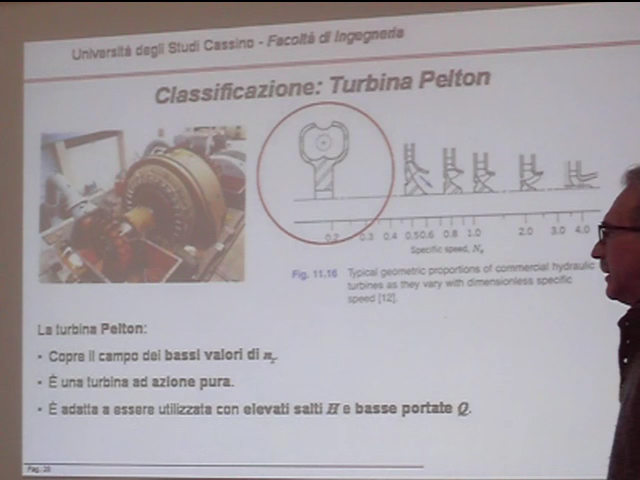 Università degli Studi Cassino - Facoltà di Ingegneria
Classificazione: Turbina Pelton
0.2 0.3 0.4 0.50.6 0.8 1.0 2.0 3.0 4.0
Specific speed, Ns
Fig. 11.16 Typical geometric proportions of commercial hydraulic
turbines as they vary with dimensionless specific
speed [12].
La turbina Pelton:
• Copre il campo dei bassi valori di ns.
• È una turbina ad azione pura.
• È adatta a essere utilizzata con elevati salti H e basse portate Q.
Pag. 20